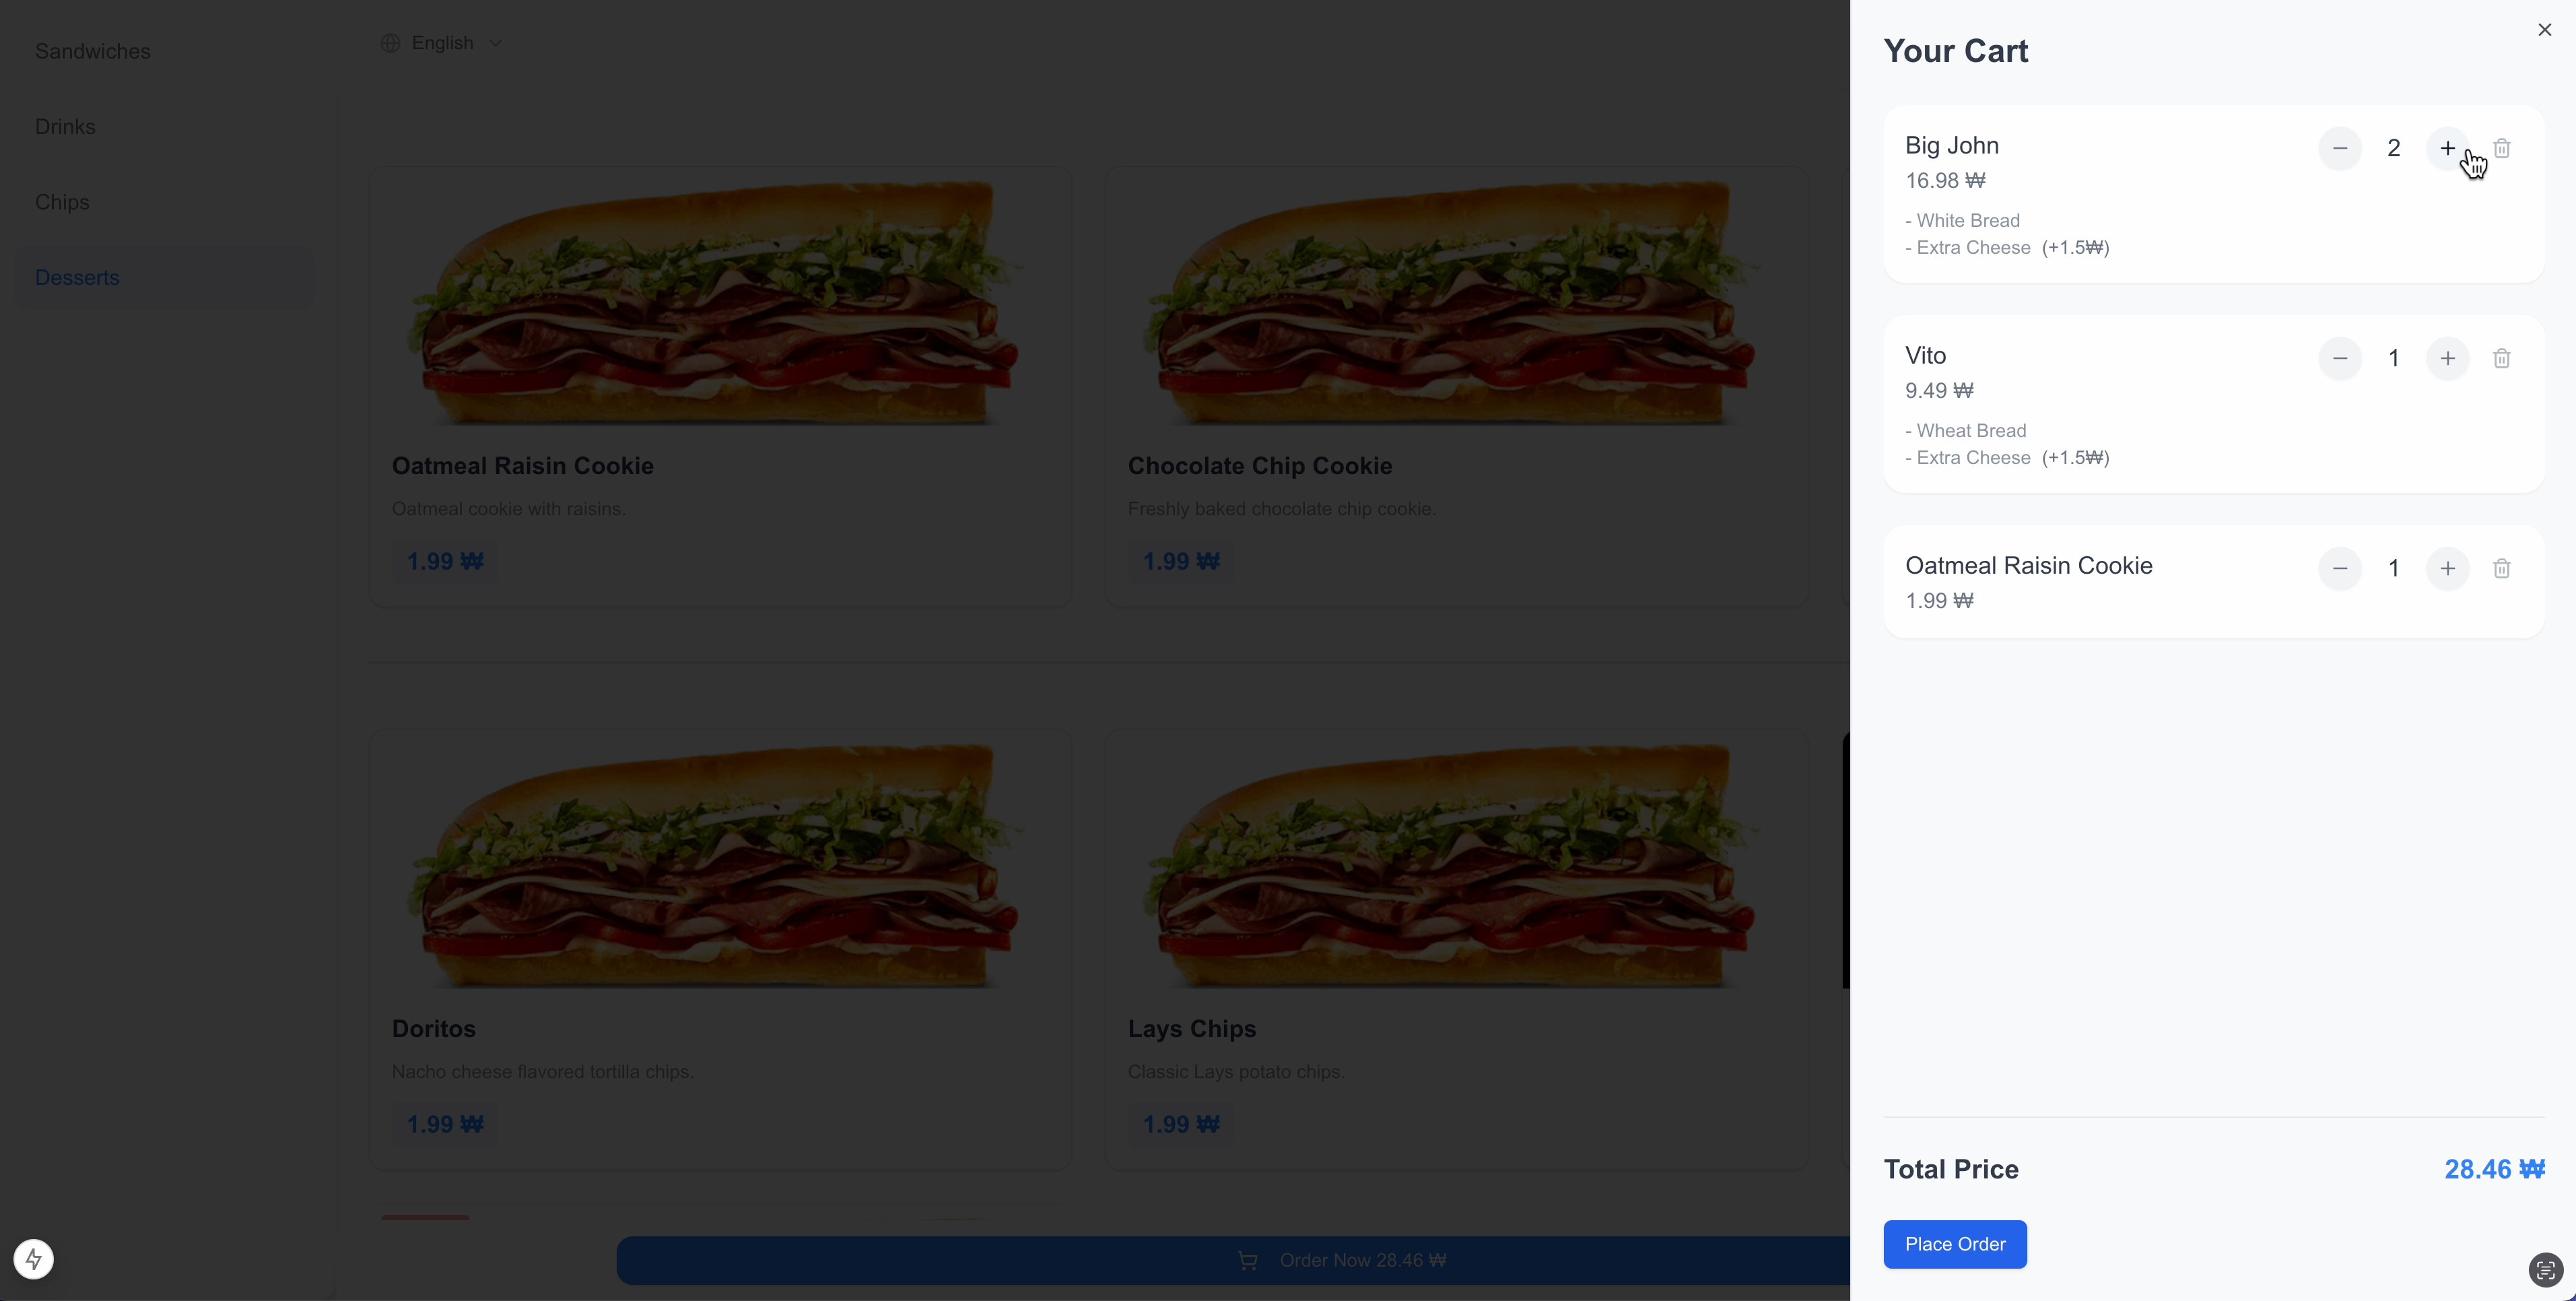 Sandwiches
Drinks
Chips
Desserts
English
Oatmeal Raisin Cookie
Oatmeal cookie with raisins.
1.99 ₩
Chocolate Chip Cookie
Freshly baked chocolate chip cookie.
1.99 ₩
Doritos
Nacho cheese flavored tortilla chips.
1.99 ₩
Lays Chips
Classic Lays potato chips.
1.99 ₩
Order Now 28.46 ₩
Your Cart
Big John
2
16.98 ₩
- White Bread
- Extra Cheese (+1.5₩)
Vito
1
9.49 ₩
- Wheat Bread
- Extra Cheese (+1.5₩)
Oatmeal Raisin Cookie
1
1.99 ₩
Total Price 28.46 ₩
Place Order